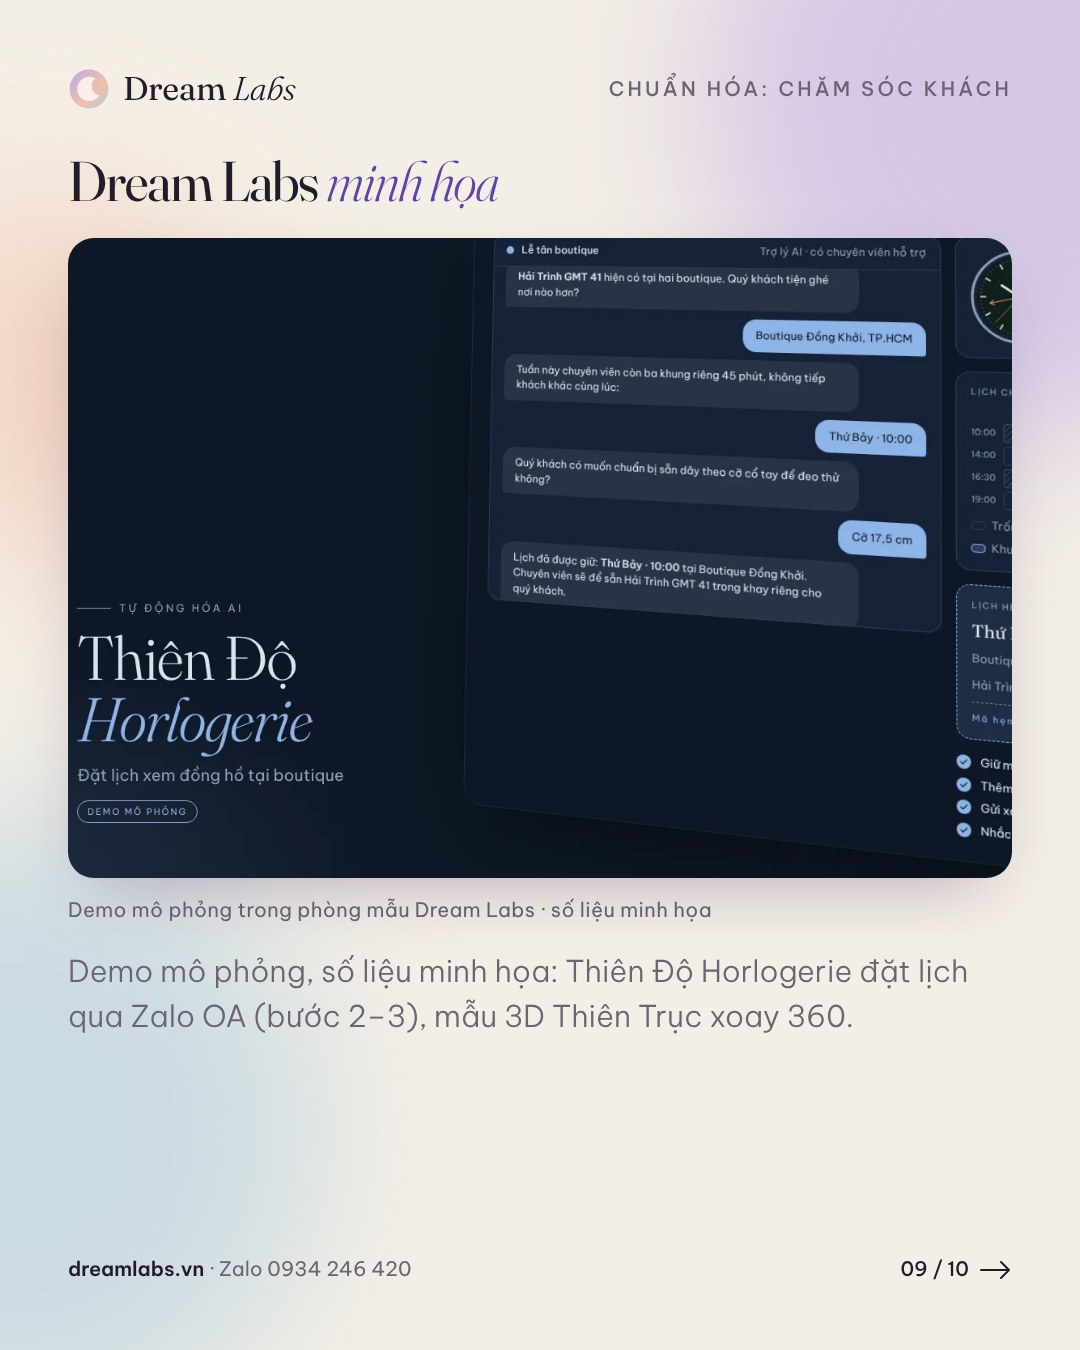 Dream Labs
CHUẨN HÓA: CHĂM SÓC KHÁCH
Dream Labs minh họa
Lễ tân boutique
Trợ lý AI · có chuyên viên hỗ trợ
Hải Trình GMT 41 hiện có tại hai boutique. Quý khách tiện ghé
nơi nào hơn?
Boutique Đồng Khởi, TP.HCM
Tuần này chuyên viên còn ba khung riêng 45 phút, không tiếp
khách khác cùng lúc:
Thứ Bảy · 10:00
Quý khách có muốn chuẩn bị sẵn dây theo cỡ cổ tay để đeo thử
không?
Cỡ 17,5 cm
Lịch đã được giữ: Thứ Bảy · 10:00 tại Boutique Đồng Khởi.
Chuyên viên sẽ để sẵn Hải Trình GMT 41 trong khay riêng cho
quý khách.
LỊCH
10:00
14:00
16:30
19:00
LỊCH
Thứ
Mã hẹn
Giữ
Thêm
Gửi
Nhắc
TỰ ĐỘNG HÓA AI
Thiên Độ
Horlogerie
Đặt lịch xem đồng hồ tại boutique
DEMO MÔ PHỎNG
Demo mô phỏng trong phòng mẫu Dream Labs · số liệu minh họa
Demo mô phỏng, số liệu minh họa: Thiên Độ Horlogerie đặt lịch
qua Zalo OA (bước 2–3), mẫu 3D Thiên Trục xoay 360.
dreamlabs.vn · Zalo 0934 246 420
09 / 10